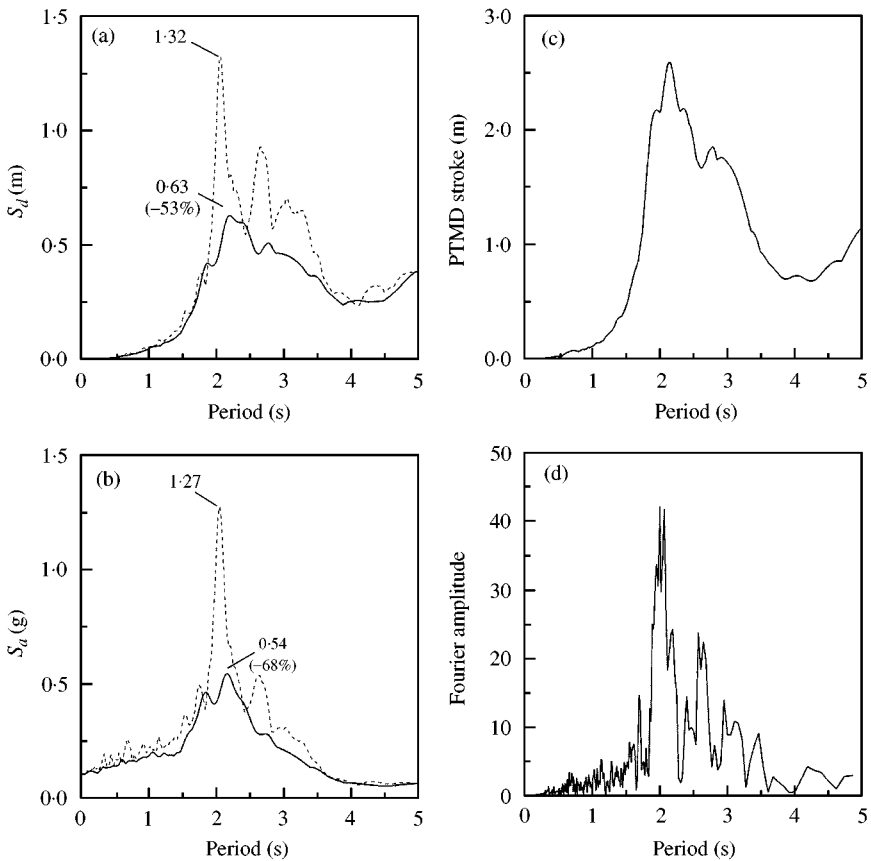 (a)
1·5
1·0
0·5
0·0
S_d (m)
1·32
0·63
(−53%)
0 1 2 3 4 5
Period (s)
(c)
3·0
2·0
1·0
0·0
PTMD stroke (m)
0 1 2 3 4 5
Period (s)
(b)
1·5
1·0
0·5
0·0
S_a (g)
1·27
0·54
(−68%)
0 1 2 3 4 5
Period (s)
(d)
50
40
30
20
10
0
Fourier amplitude
0 1 2 3 4 5
Period (s)